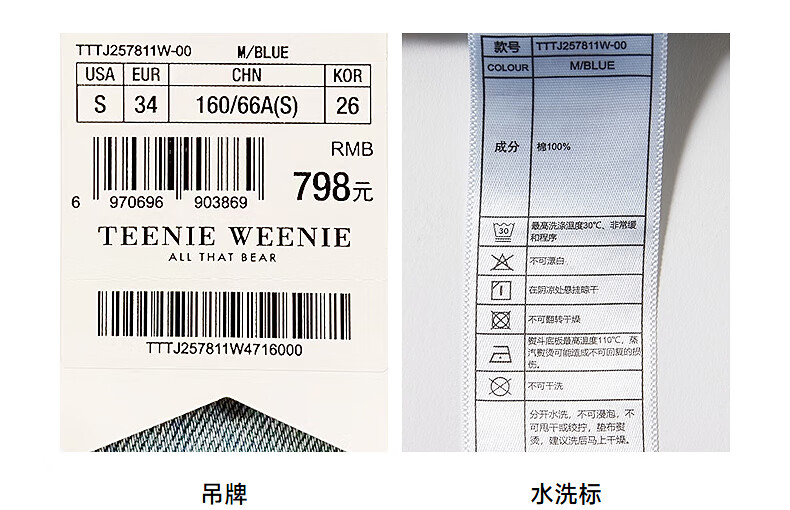 TTTJ257811W-00 M/BLUE
USA EUR CHN KOR
S 34 160/66A(S) 26
RMB
798元
6 970696 903869
TEENIE WEENIE
ALL THAT BEAR
TTTJ257811W4716000
吊牌
款号 TTTJ257811W-00
COLOUR M/BLUE
成分 棉100%
30
最高洗涤温度30℃、非常缓
和程序
不可漂白
在阴凉处悬挂晾干
不可翻转干燥
熨斗底板最高温度110℃，蒸
汽熨烫可能造成不可回复的损
伤。
不可干洗
分开水洗，不可浸泡，不
可甩干或绞拧，垫布熨
烫，建议洗后马上干燥。
水洗标